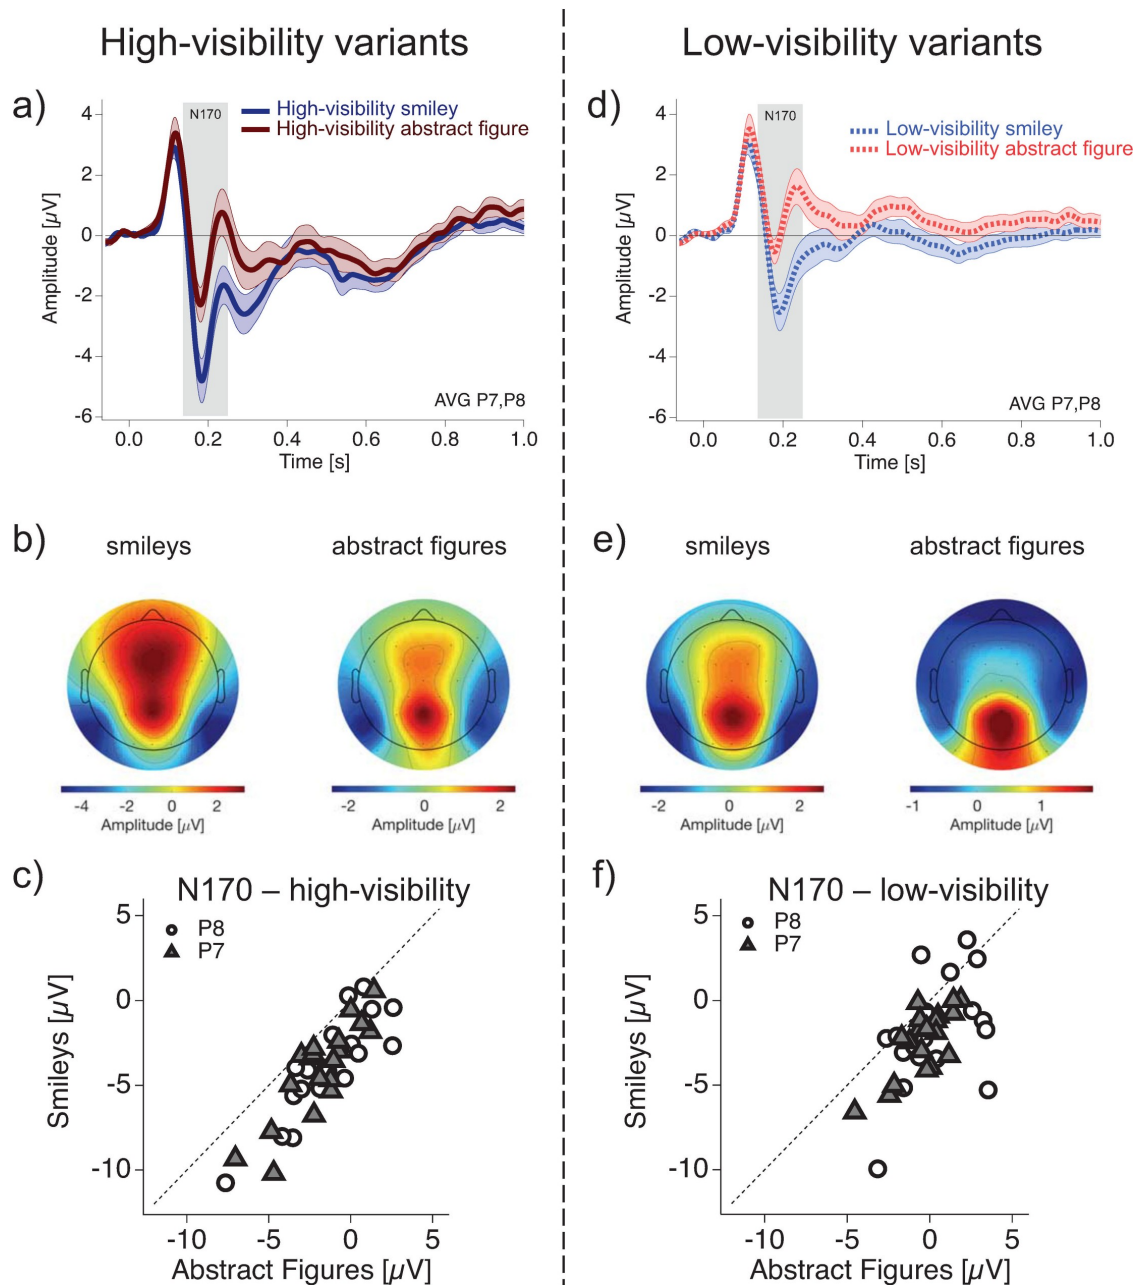 High-visibility variants
a)
4
2
0
-2
-4
-6
Amplitude [µV]
N170
High-visibility smiley
High-visibility abstract figure
AVG P7,P8
0.0 0.2 0.4 0.6 0.8 1.0
Time [s]
b)
smileys
abstract figures
-4 -2 0 2
Amplitude [µV]
-2 0 2
Amplitude [µV]
c)
N170 – high-visibility
P8
P7
5
0
-5
-10
Smileys [µV]
-10 -5 0 5
Abstract Figures [µV]
Low-visibility variants
d)
4
2
0
-2
-4
-6
Amplitude [µV]
N170
Low-visibility smiley
Low-visibility abstract figure
AVG P7,P8
0.0 0.2 0.4 0.6 0.8 1.0
Time [s]
e)
smileys
abstract figures
-2 0 2
Amplitude [µV]
-1 0 1
Amplitude [µV]
f)
N170 – low-visibility
P8
P7
5
0
-5
-10
Smileys [µV]
-10 -5 0 5
Abstract Figures [µV]